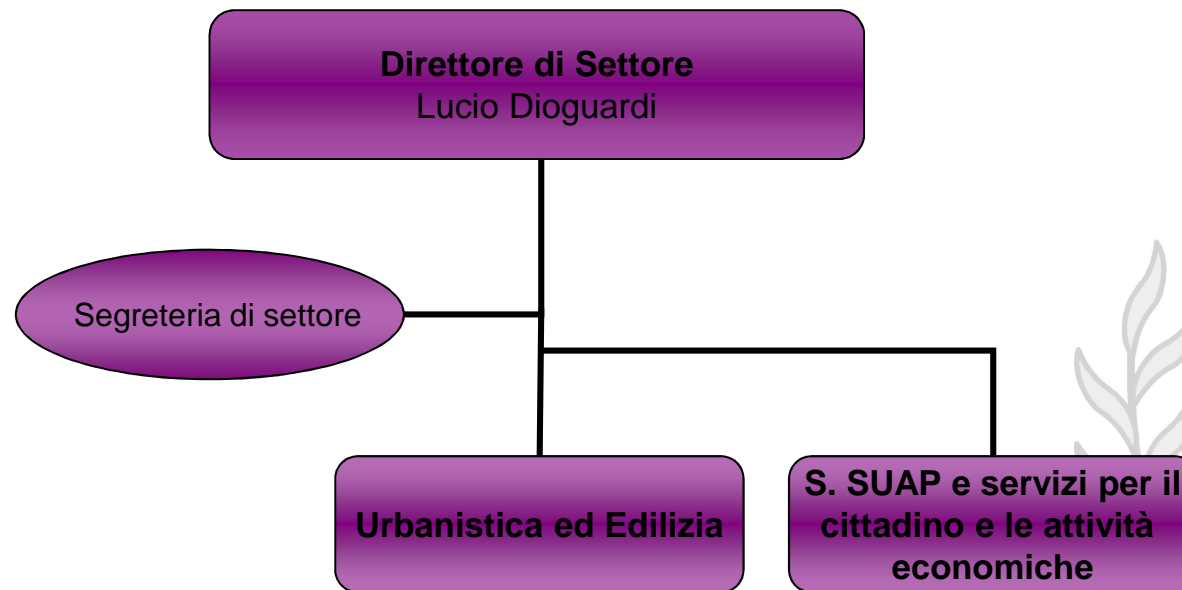 Direttore di Settore
Lucio Dioguardi
Segreteria di settore
Urbanistica ed Edilizia
S. SUAP e servizi per il
cittadino e le attività
economiche